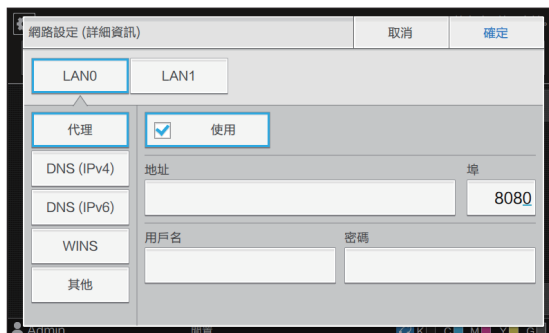 網路設定 (詳細資訊)
取消
確定
LAN0
LAN1
代理
使用
DNS (IPv4)
地址
埠
8080
DNS (IPv6)
WINS
用戶名
密碼
其他
Admin
K C M Y G